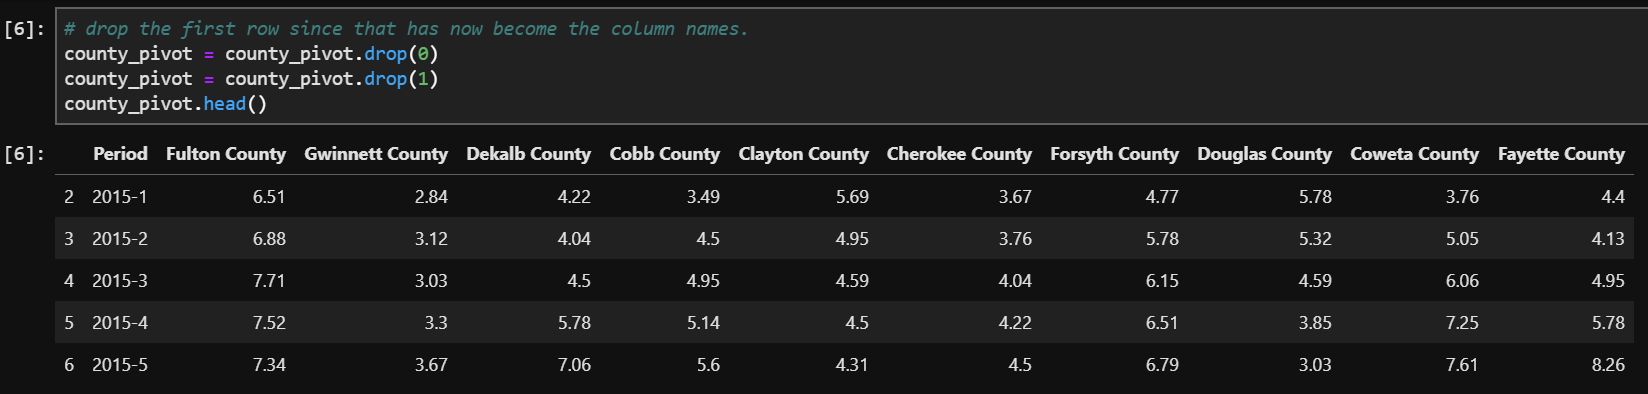 [6]: # drop the first row since that has now become the column names.
county_pivot = county_pivot.drop(0)
county_pivot = county_pivot.drop(1)
county_pivot.head()
[6]: Period Fulton County Gwinnett County Dekalb County Cobb County Clayton County Cherokee County Forsyth County Douglas County Coweta County Fayette County
2 2015-1 6.51 2.84 4.22 3.49 5.69 3.67 4.77 5.78 3.76 4.4
3 2015-2 6.88 3.12 4.04 4.5 4.95 3.76 5.78 5.32 5.05 4.13
4 2015-3 7.71 3.03 4.5 4.95 4.59 4.04 6.15 4.59 6.06 4.95
5 2015-4 7.52 3.3 5.78 5.14 4.5 4.22 6.51 3.85 7.25 5.78
6 2015-5 7.34 3.67 7.06 5.6 4.31 4.5 6.79 3.03 7.61 8.26